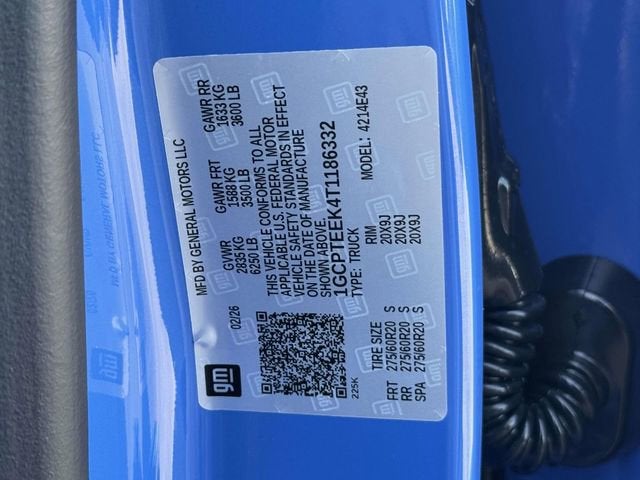 MFD BY GENERAL MOTORS LLC
02/26
GVWR
2835 KG
6250 LB
GAWR FRT
1588 KG
3500 LB
GAWR RR
1633 KG
3600 LB
THIS VEHICLE CONFORMS TO ALL
APPLICABLE U.S. FEDERAL MOTOR
VEHICLE SAFETY STANDARDS IN EFFECT
ON THE DATE OF MANUFACTURE
SHOWN ABOVE.
1GCPTEEK4T1186332
TYPE: TRUCK
MODEL: 4214E43
gm
225K
TIRE SIZE
RIM
FRT 275/60R20 S 20X9J
RR 275/60R20 S 20X9J
SPA 275/60R20 S 20X9J